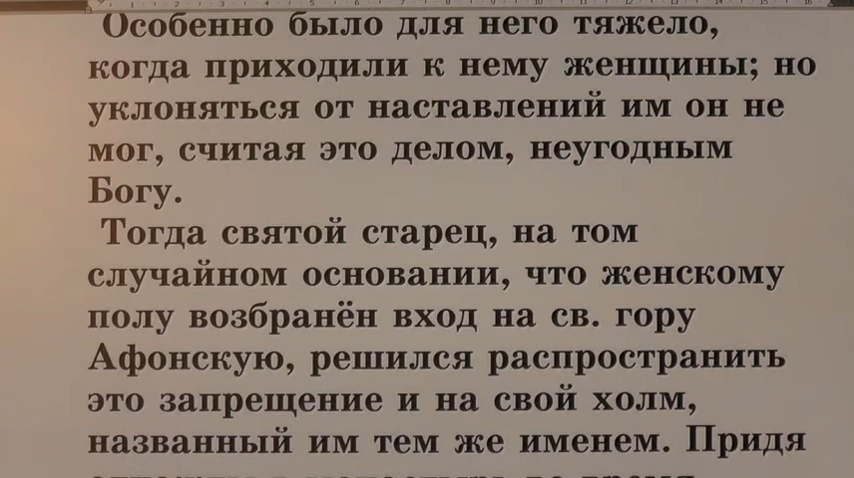 Особенно было для него тяжело,
когда приходили к нему женщины; но
уклоняться от наставлений им он не
мог, считая это делом, неугодным
Богу.
Тогда святой старец, на том
случайном основании, что женскому
полу возбранён вход на св. гору
Афонскую, решился распространить
это запрещение и на свой холм,
названный им тем же именем. Придя